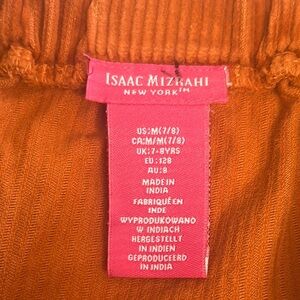 ISAAC MIZRAHI
NEW YORK™
US:M(7/8)
CA:M/M(7/8)
UK:7-8YRS
EU:128
AU:8
MADE IN
INDIA
FABRIQUÉ EN
INDE
WYPRODUKOWANO
W INDIACH
HERGESTELLT
IN INDIEN
GEPRODUCEERD
IN INDIA